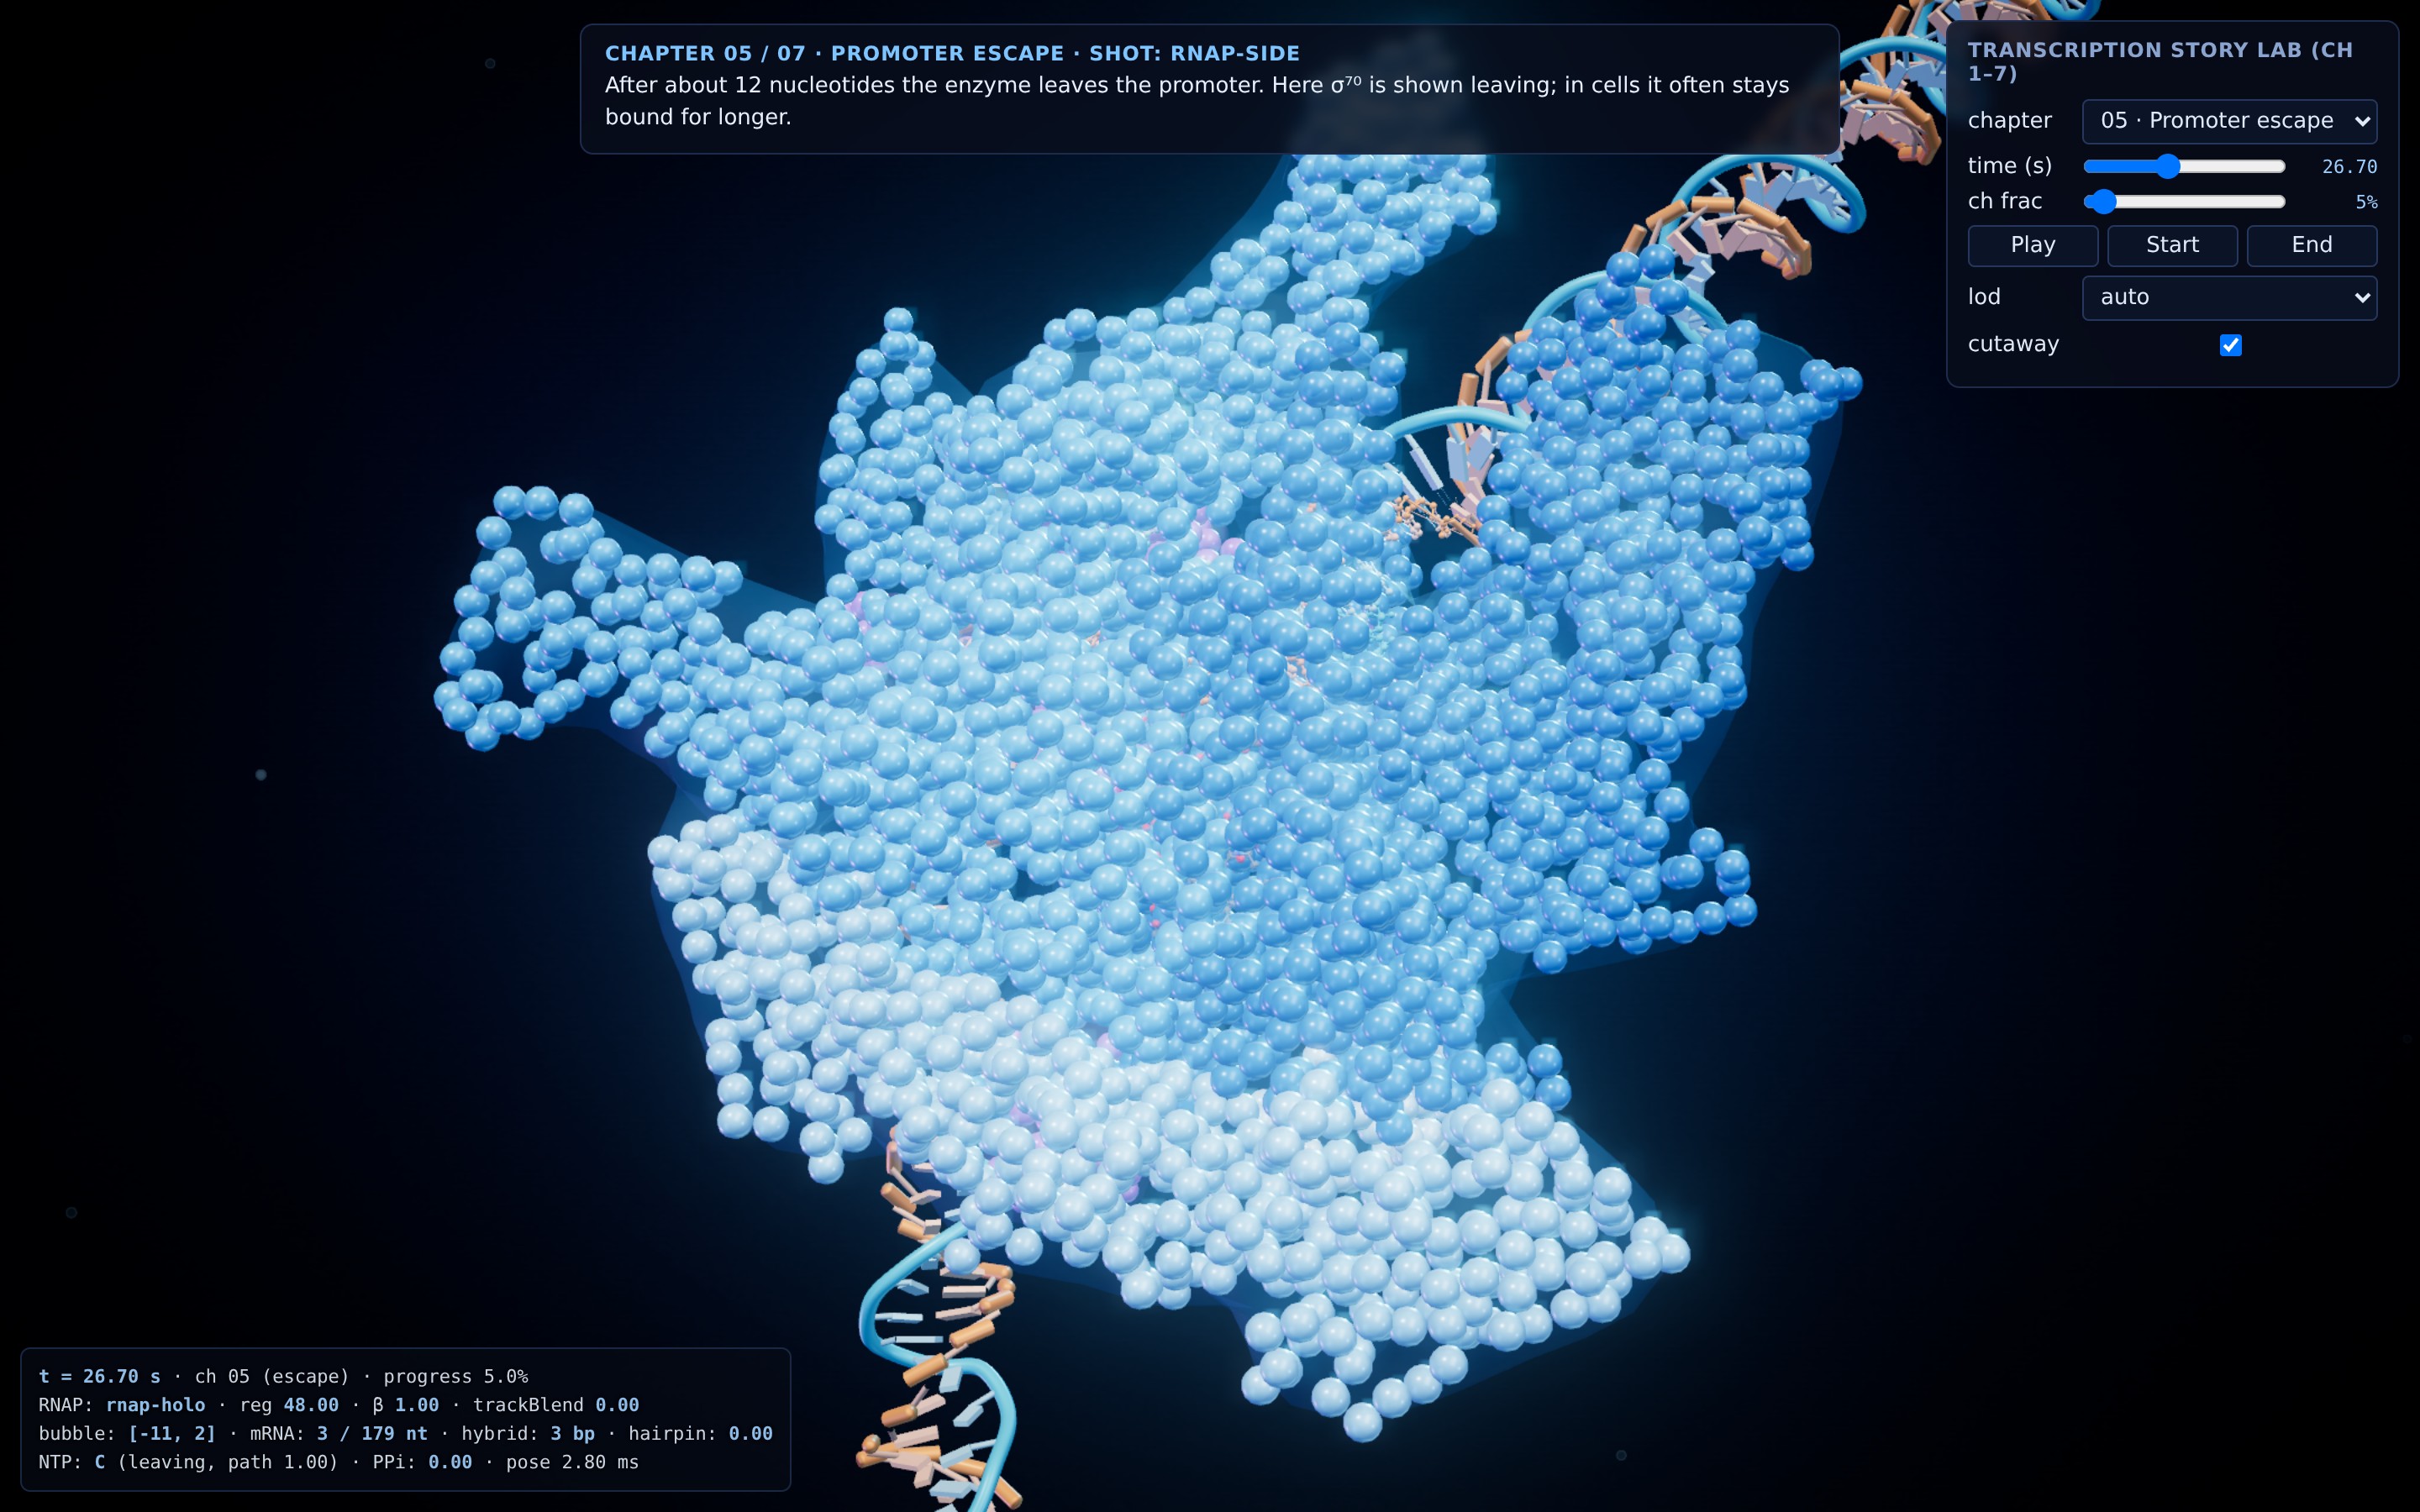 CHAPTER 05 / 07 · PROMOTER ESCAPE · SHOT: RNAP-SIDE
After about 12 nucleotides the enzyme leaves the promoter. Here σ⁷⁰ is shown leaving; in cells it often stays
bound for longer.
TRANSCRIPTION STORY LAB (CH
1–7)
chapter 05 · Promoter escape
time (s) 26.70
ch frac 5%
Play Start End
lod auto
cutaway
t = 26.70 s · ch 05 (escape) · progress 5.0%
RNAP: rnap-holo · reg 48.00 · β 1.00 · trackBlend 0.00
bubble: [-11, 2] · mRNA: 3 / 179 nt · hybrid: 3 bp · hairpin: 0.00
NTP: C (leaving, path 1.00) · PPi: 0.00 · pose 2.80 ms